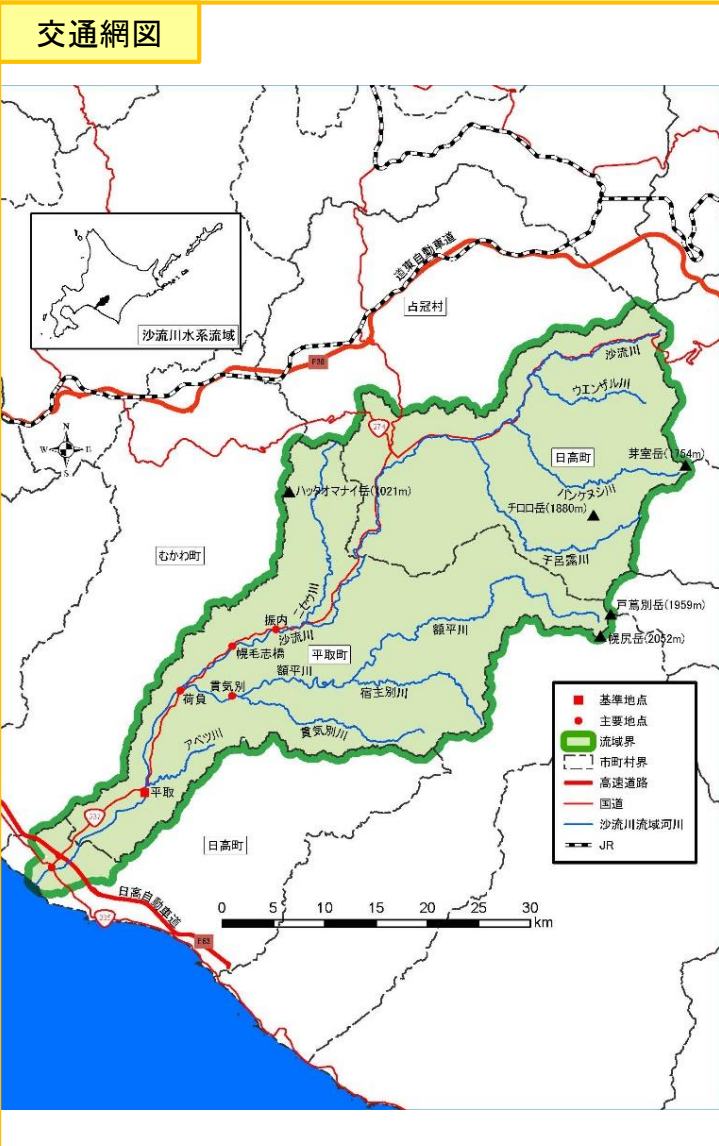 交通網図
沙流川水系流域
道東自動車道
占冠村
E38
274
N
W
E
S
沙流川
ウエンザル川
日高町
芽室岳(1754m)
パンケヌシ川
チロロ岳(1880m)
千呂露川
ハッタオマナイ岳(1021m)
むかわ町
ニセウ川
振内
沙流川
幌毛志橋
額平川
平取町
額平川
戸蔦別岳(1959m)
幌尻岳(2052m)
宿主別川
荷負
貫気別
貫気別川
アベツ川
平取
237
日高町
日高自動車道
235
E63
基準地点
主要地点
流域界
市町村界
高速道路
国道
沙流川流域河川
JR
0 5 10 15 20 25 30
km